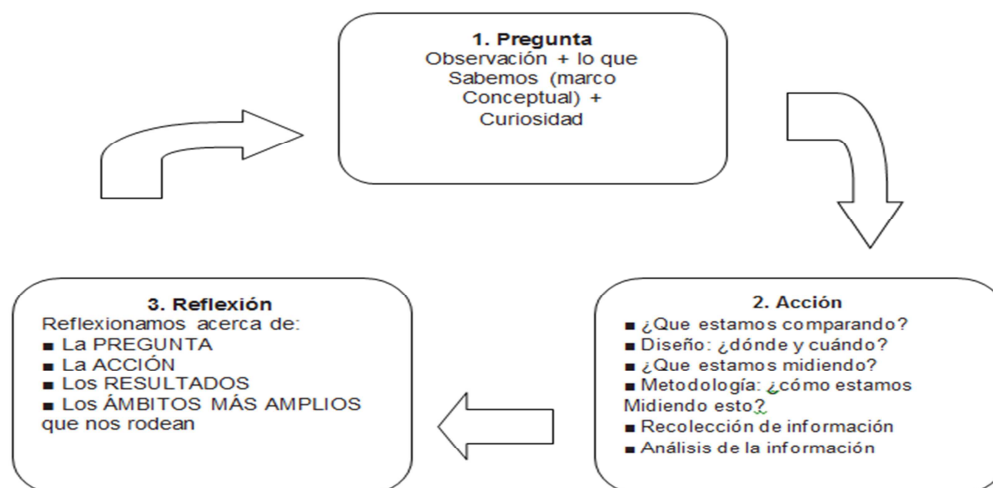 1. Pregunta
Observación + lo que
Sabemos (marco
Conceptual) +
Curiosidad
2. Acción
■ ¿Que estamos comparando?
■ Diseño: ¿dónde y cuándo?
■ ¿Que estamos midiendo?
■ Metodología: ¿cómo estamos
Midiendo esto?
■ Recolección de información
■ Análisis de la información
3. Reflexión
Reflexionamos acerca de:
■ La PREGUNTA
■ La ACCIÓN
■ Los RESULTADOS
■ Los ÁMBITOS MÁS AMPLIOS
que nos rodean